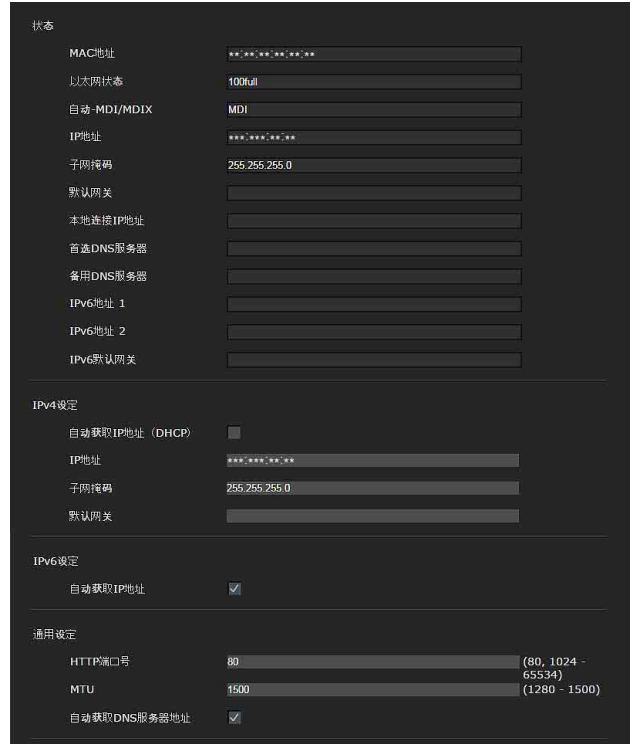 状态
MAC地址 **:**:**:**:**:**
以太网状态 100full
自动-MDI/MDIX MDI
IP地址 ***.***.**.**
子网掩码 255.255.255.0
默认网关
本地连接IP地址
首选DNS服务器
备用DNS服务器
IPv6地址 1
IPv6地址 2
IPv6默认网关
IPv4设定
自动获取IP地址（DHCP）
IP地址 ***.***.**.**
子网掩码 255.255.255.0
默认网关
IPv6设定
自动获取IP地址
通用设定
HTTP端口号 80 (80, 1024 -
65534)
MTU 1500 (1280 - 1500)
自动获取DNS服务器地址